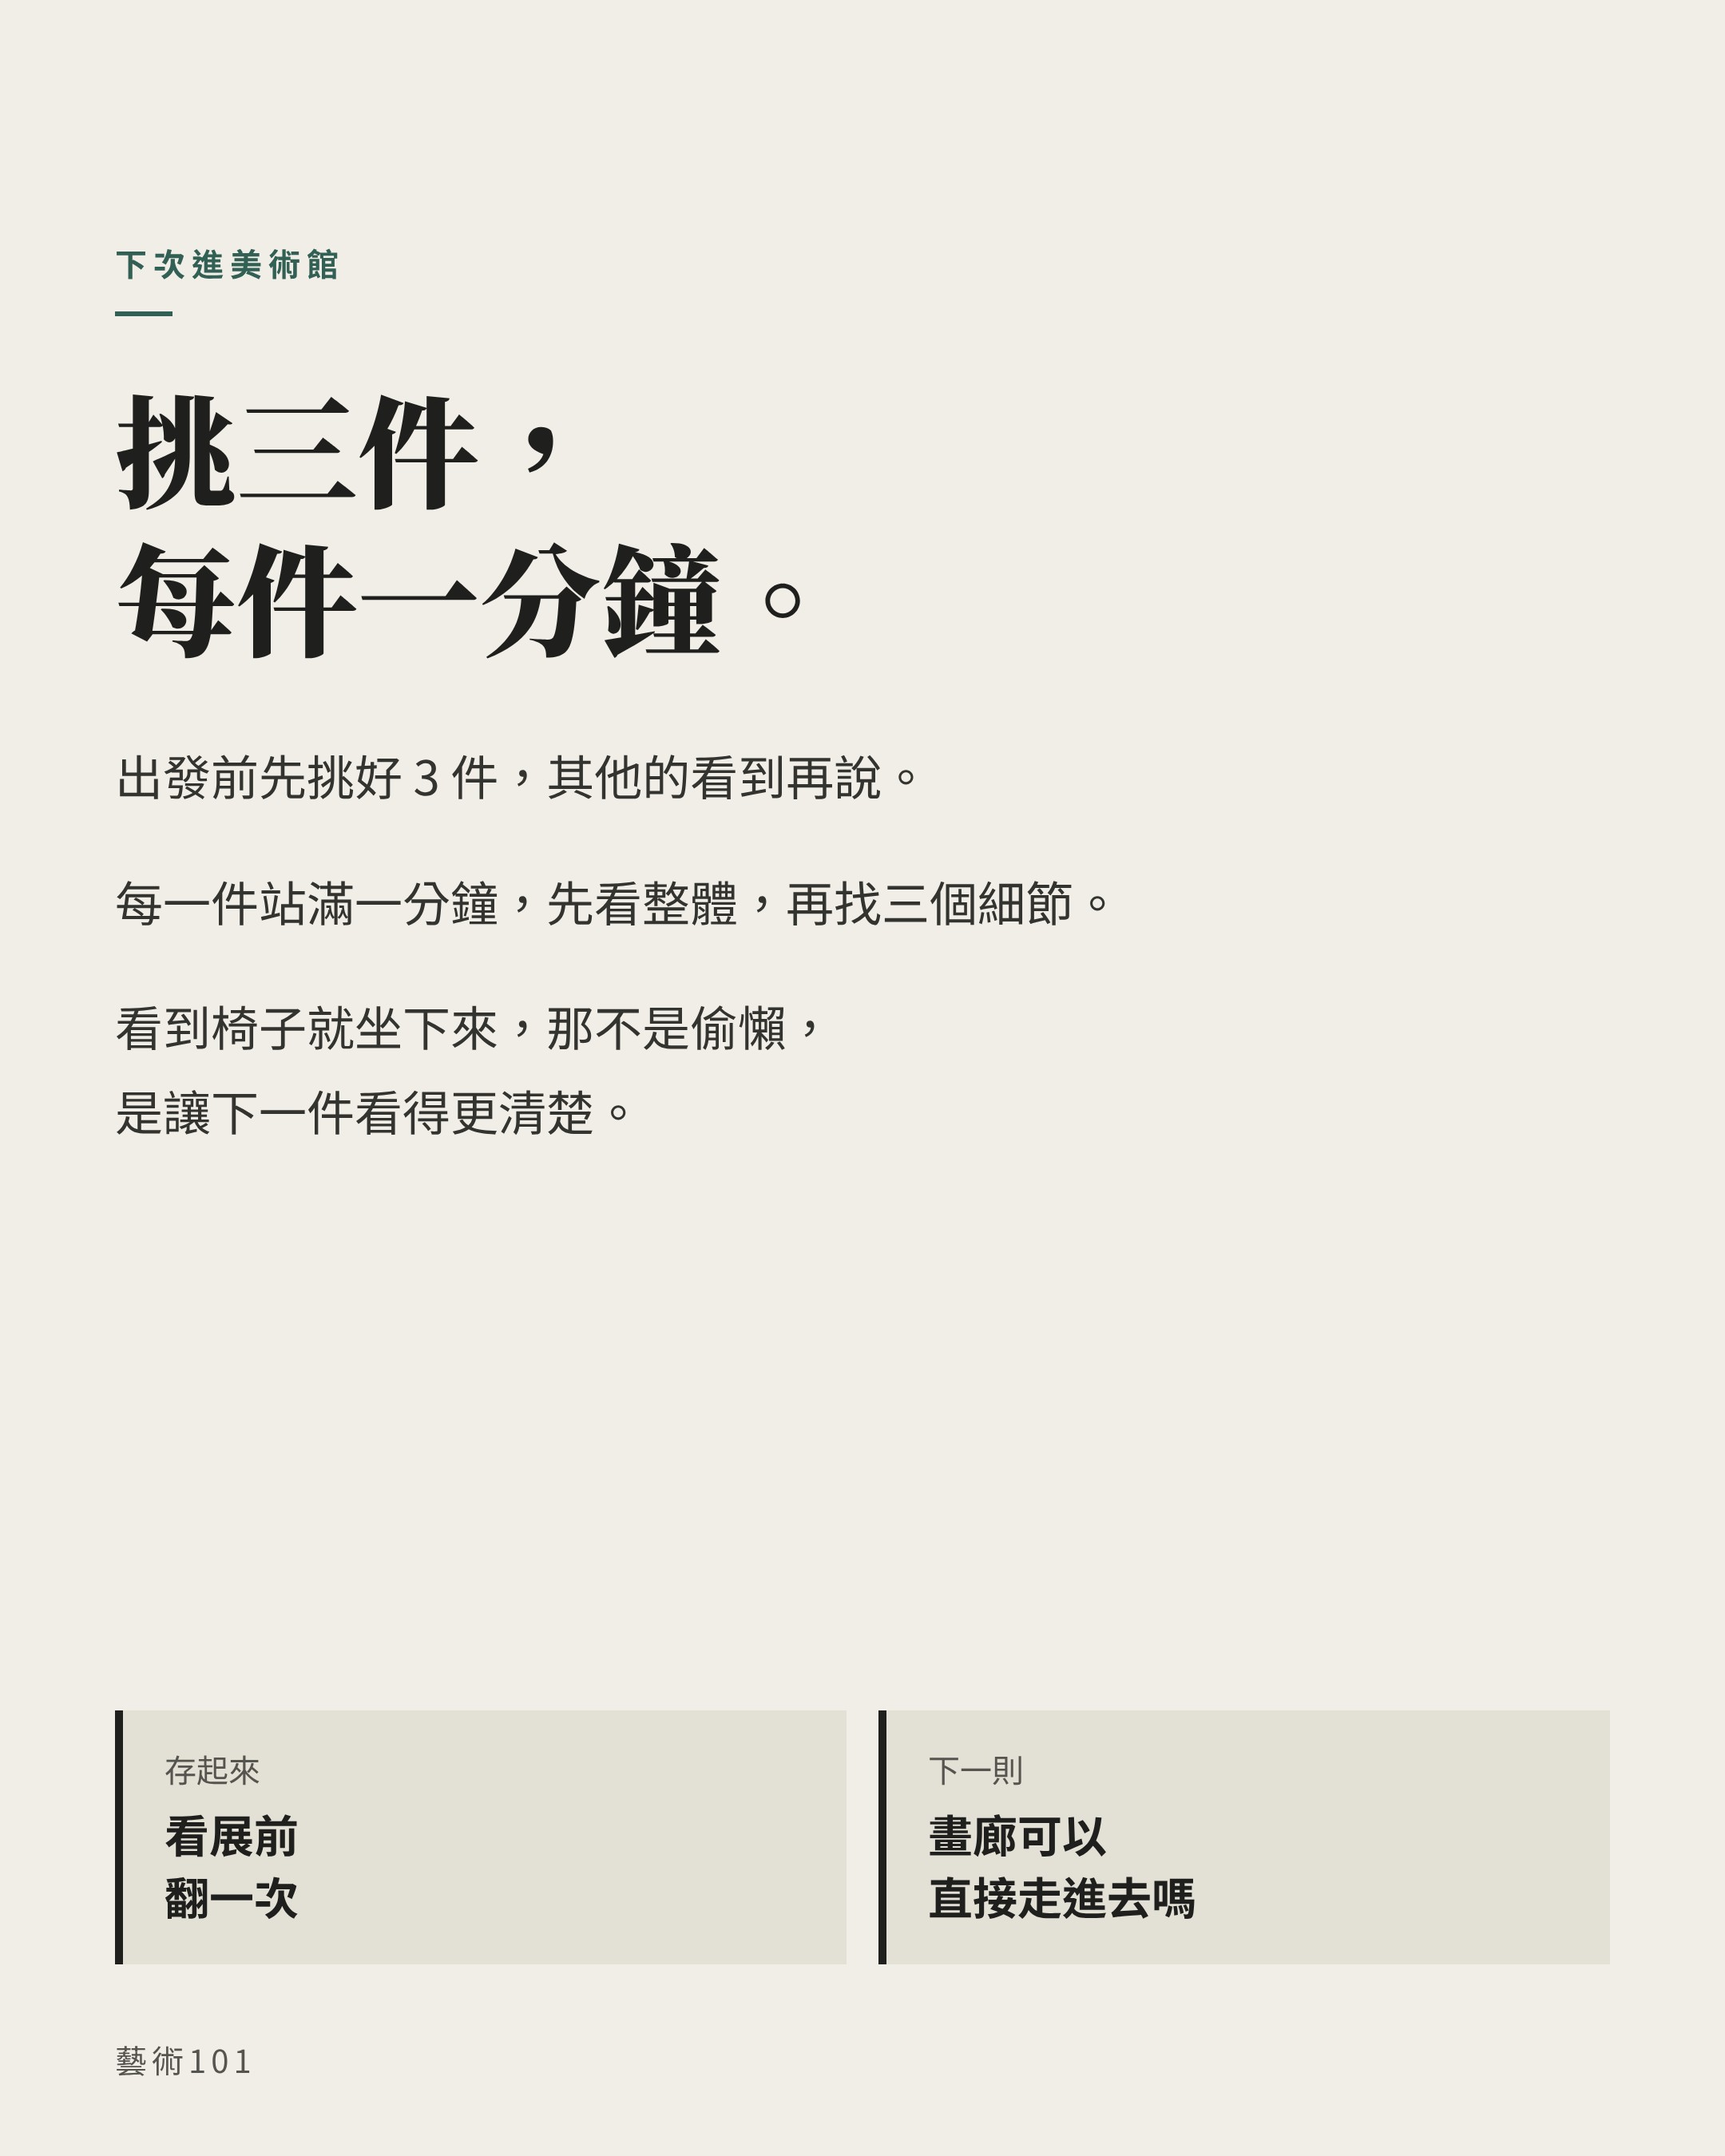 下次進美術館
挑三件，
每件一分鐘。
出發前先挑好 3 件，其他的看到再說。
每一件站滿一分鐘，先看整體，再找三個細節。
看到椅子就坐下來，那不是偷懶，
是讓下一件看得更清楚。
存起來
看展前
翻一次
下一則
畫廊可以
直接走進去嗎
藝術101